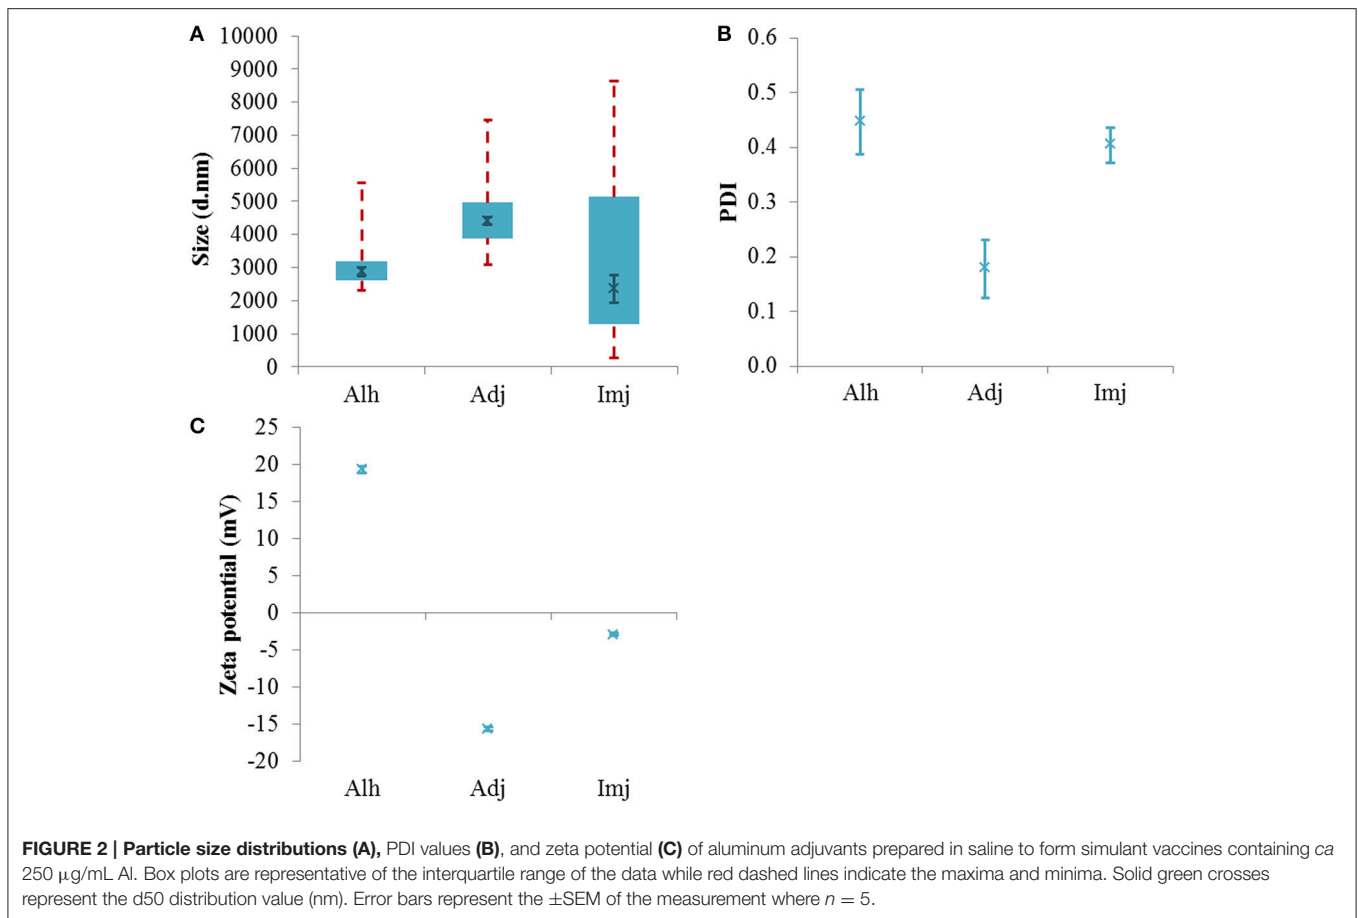 A
10000
9000
8000
7000
6000
5000
4000
3000
2000
1000
0
Size (d.nm)
Alh Adj Imj
B
0.6
0.5
0.4
0.3
0.2
0.1
0.0
PDI
Alh Adj Imj
C
25
20
15
10
5
0
-5
-10
-15
-20
Zeta potential (mV)
Alh Adj Imj
FIGURE 2 | Particle size distributions (A), PDI values (B), and zeta potential (C) of aluminum adjuvants prepared in saline to form simulant vaccines containing ca
250 μg/mL Al. Box plots are representative of the interquartile range of the data while red dashed lines indicate the maxima and minima. Solid green crosses
represent the d50 distribution value (nm). Error bars represent the ±SEM of the measurement where n = 5.